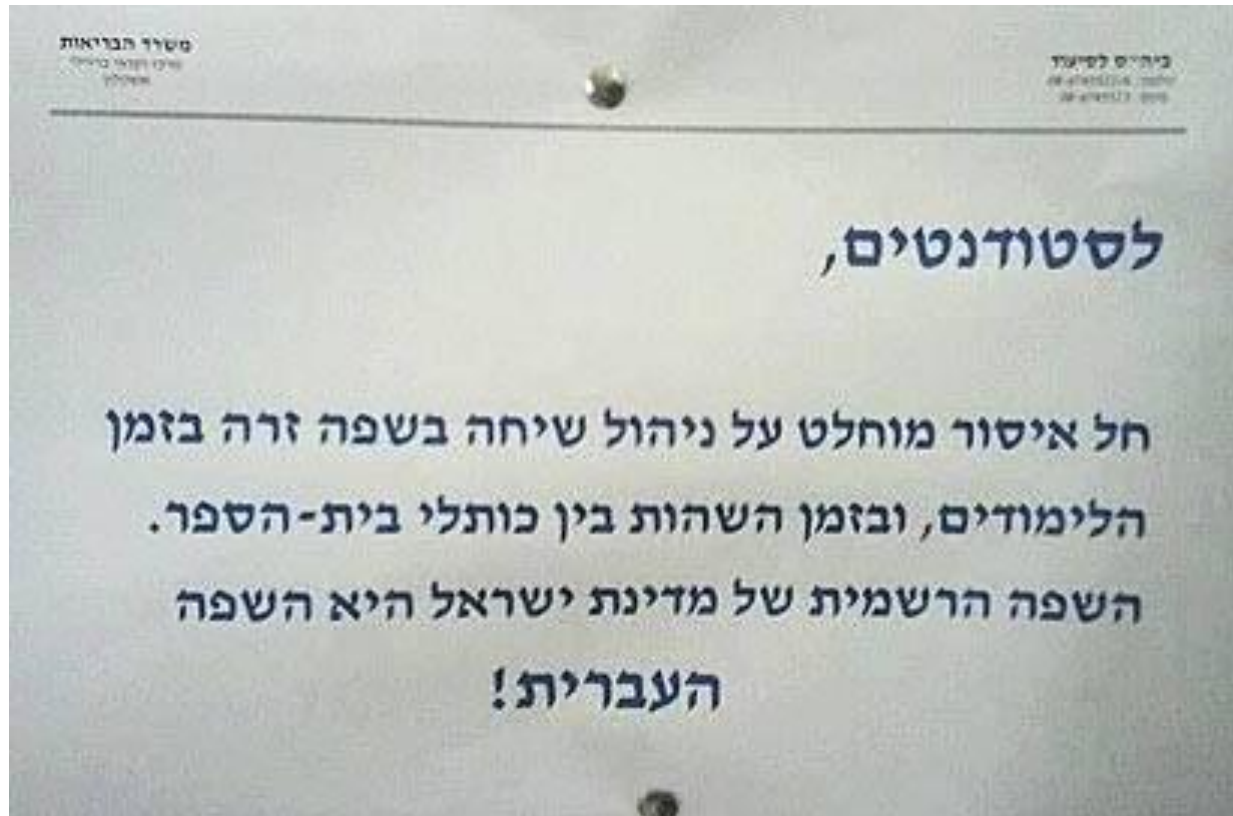 משרד הבריאות
ביה״ס לסיעוד
לסטודנטים,
חל איסור מוחלט על ניהול שיחה בשפה זרה בזמן
הלימודים, ובזמן השהות בין כותלי בית-הספר.
השפה הרשמית של מדינת ישראל היא השפה
העברית!